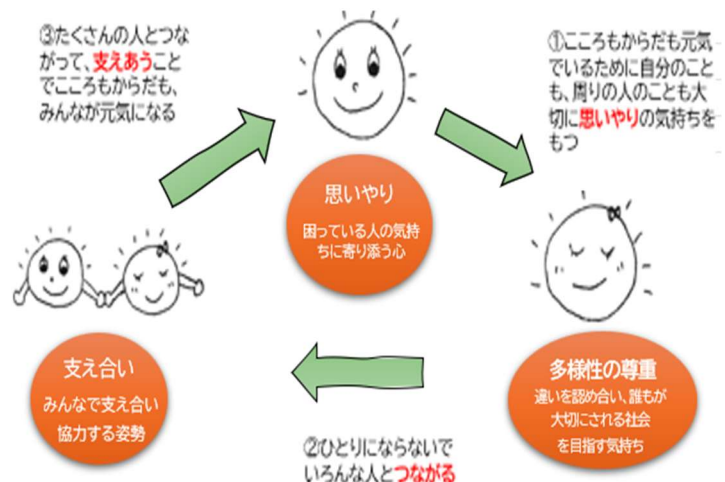 ③たくさんの人とつな
がって、支えあうこと
でこころもからだも、
みんなが元気になる
①こころもからだも元気
でいるために自分のこと
も、周りの人のことも大
切に思いやりの気持ちを
もつ
思いやり
困っている人の気持
ちに寄り添う心
支え合い
みんなで支え合い
協力する姿勢
多様性の尊重
違いを認め合い、誰もが
大切にされる社会
を目指す気持ち
②ひとりにならないで
いろんな人とつながる